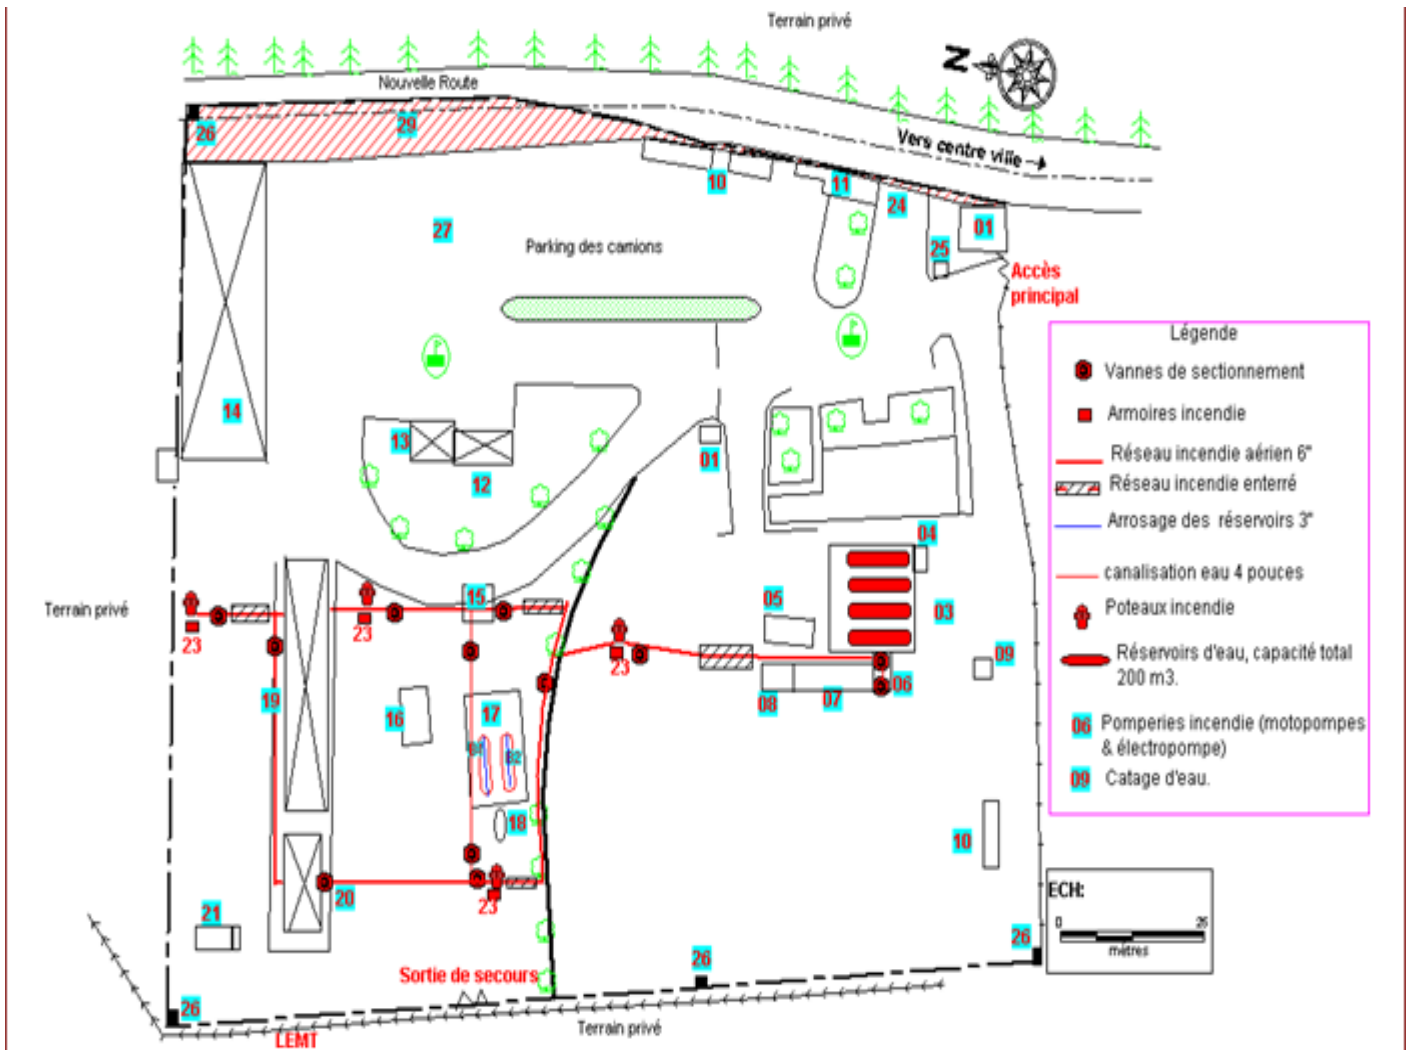 Terrain privé
N
Nouvelle Route
26
29
Vers centre ville
10
11
24
01
27
25
Parking des camions
Accès
principal
14
13
12
01
04
03
05
15
Terrain privé
23
23
23
09
06
08
07
19
16
17
B2
18
10
20
23
21
26
26
26
Sortie de secours
LEMT
Terrain privé
Légende
Vannes de sectionnement
Armoires incendie
Réseau incendie aérien 6"
Réseau incendie enterré
Arrosage des réservoirs 3"
canalisation eau 4 pouces
Poteaux incendie
Réservoirs d'eau, capacité total
200 m3.
06 Pomperies incendie (motopompes
& électropompe)
09 Catage d'eau.
ECH:
0 25
mètres